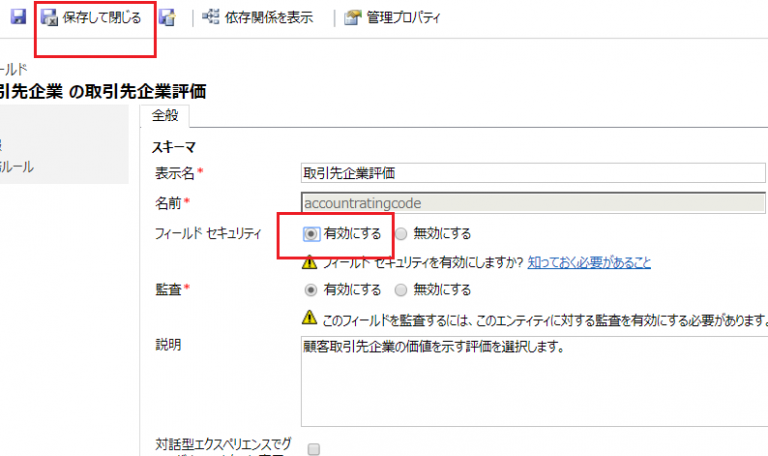 保存して閉じる 依存関係を表示 管理プロパティ
ールド
引先企業 の取引先企業評価
全般
ルール
スキーマ
表示名* 取引先企業評価
名前* accountratingcode
フィールド セキュリティ 有効にする 無効にする
フィールド セキュリティを有効にしますか? 知っておく必要があること
監査* 有効にする 無効にする
このフィールドを監査するには、このエンティティに対する監査を有効にする必要があります。
説明 顧客取引先企業の価値を示す評価を選択します。
対話型エクスペリエンスでグ